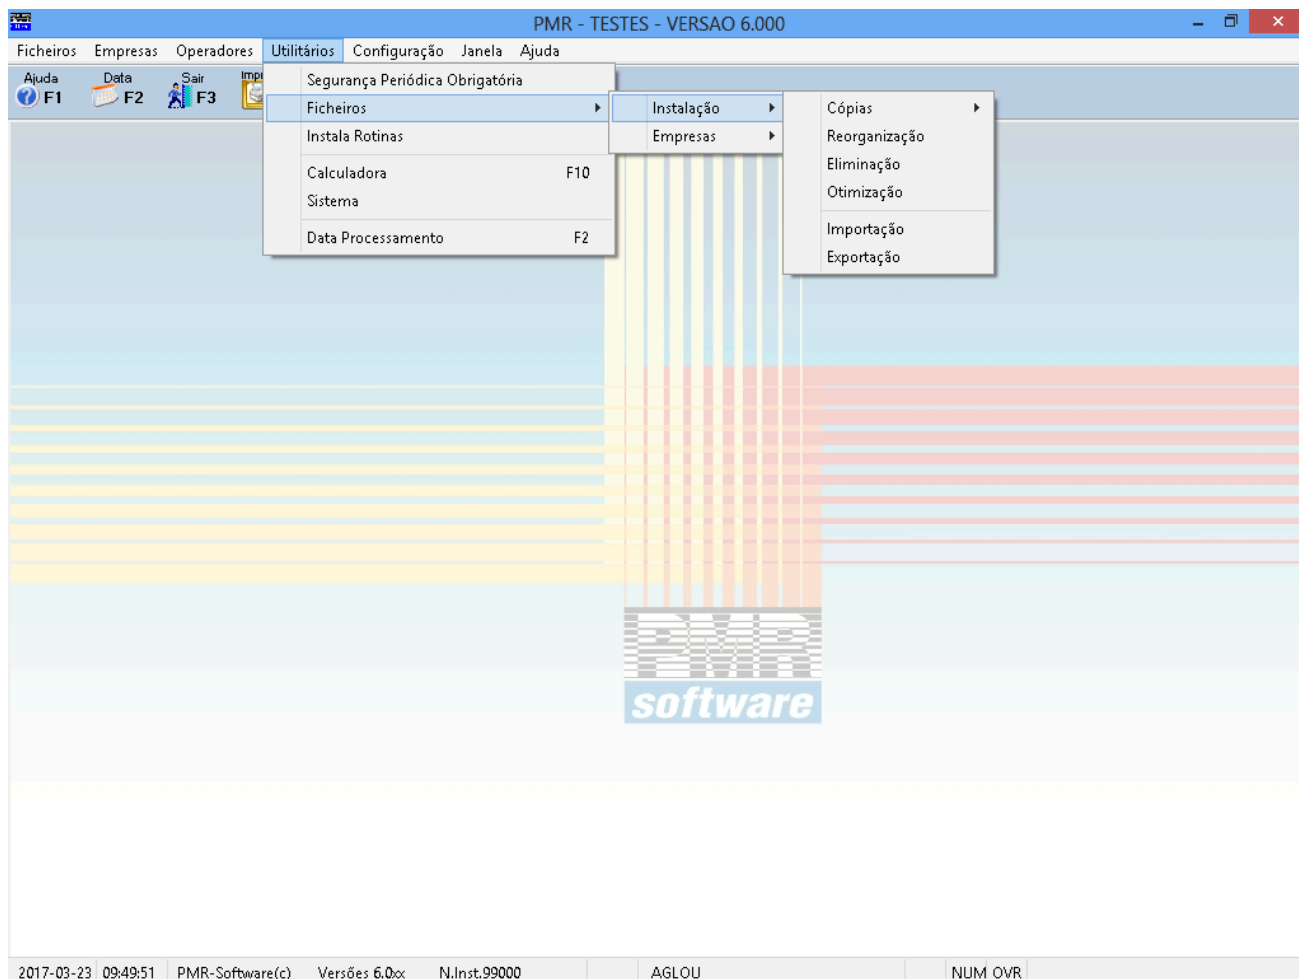 PMR - TESTES - VERSAO 6.000
Ficheiros Empresas Operadores Utilitários Configuração Janela Ajuda
Ajuda F1 Data F2 Sair F3
Segurança Periódica Obrigatória
Ficheiros
Instala Rotinas
Calculadora F10
Sistema
Data Processamento F2
Instalação
Empresas
Cópias
Reorganização
Eliminação
Otimização
Importação
Exportação
PMR
software
2017-03-23 09:49:51 PMR-Software(c) Versões 6.0xx N.Inst.99000 AGLOU NUM OVR